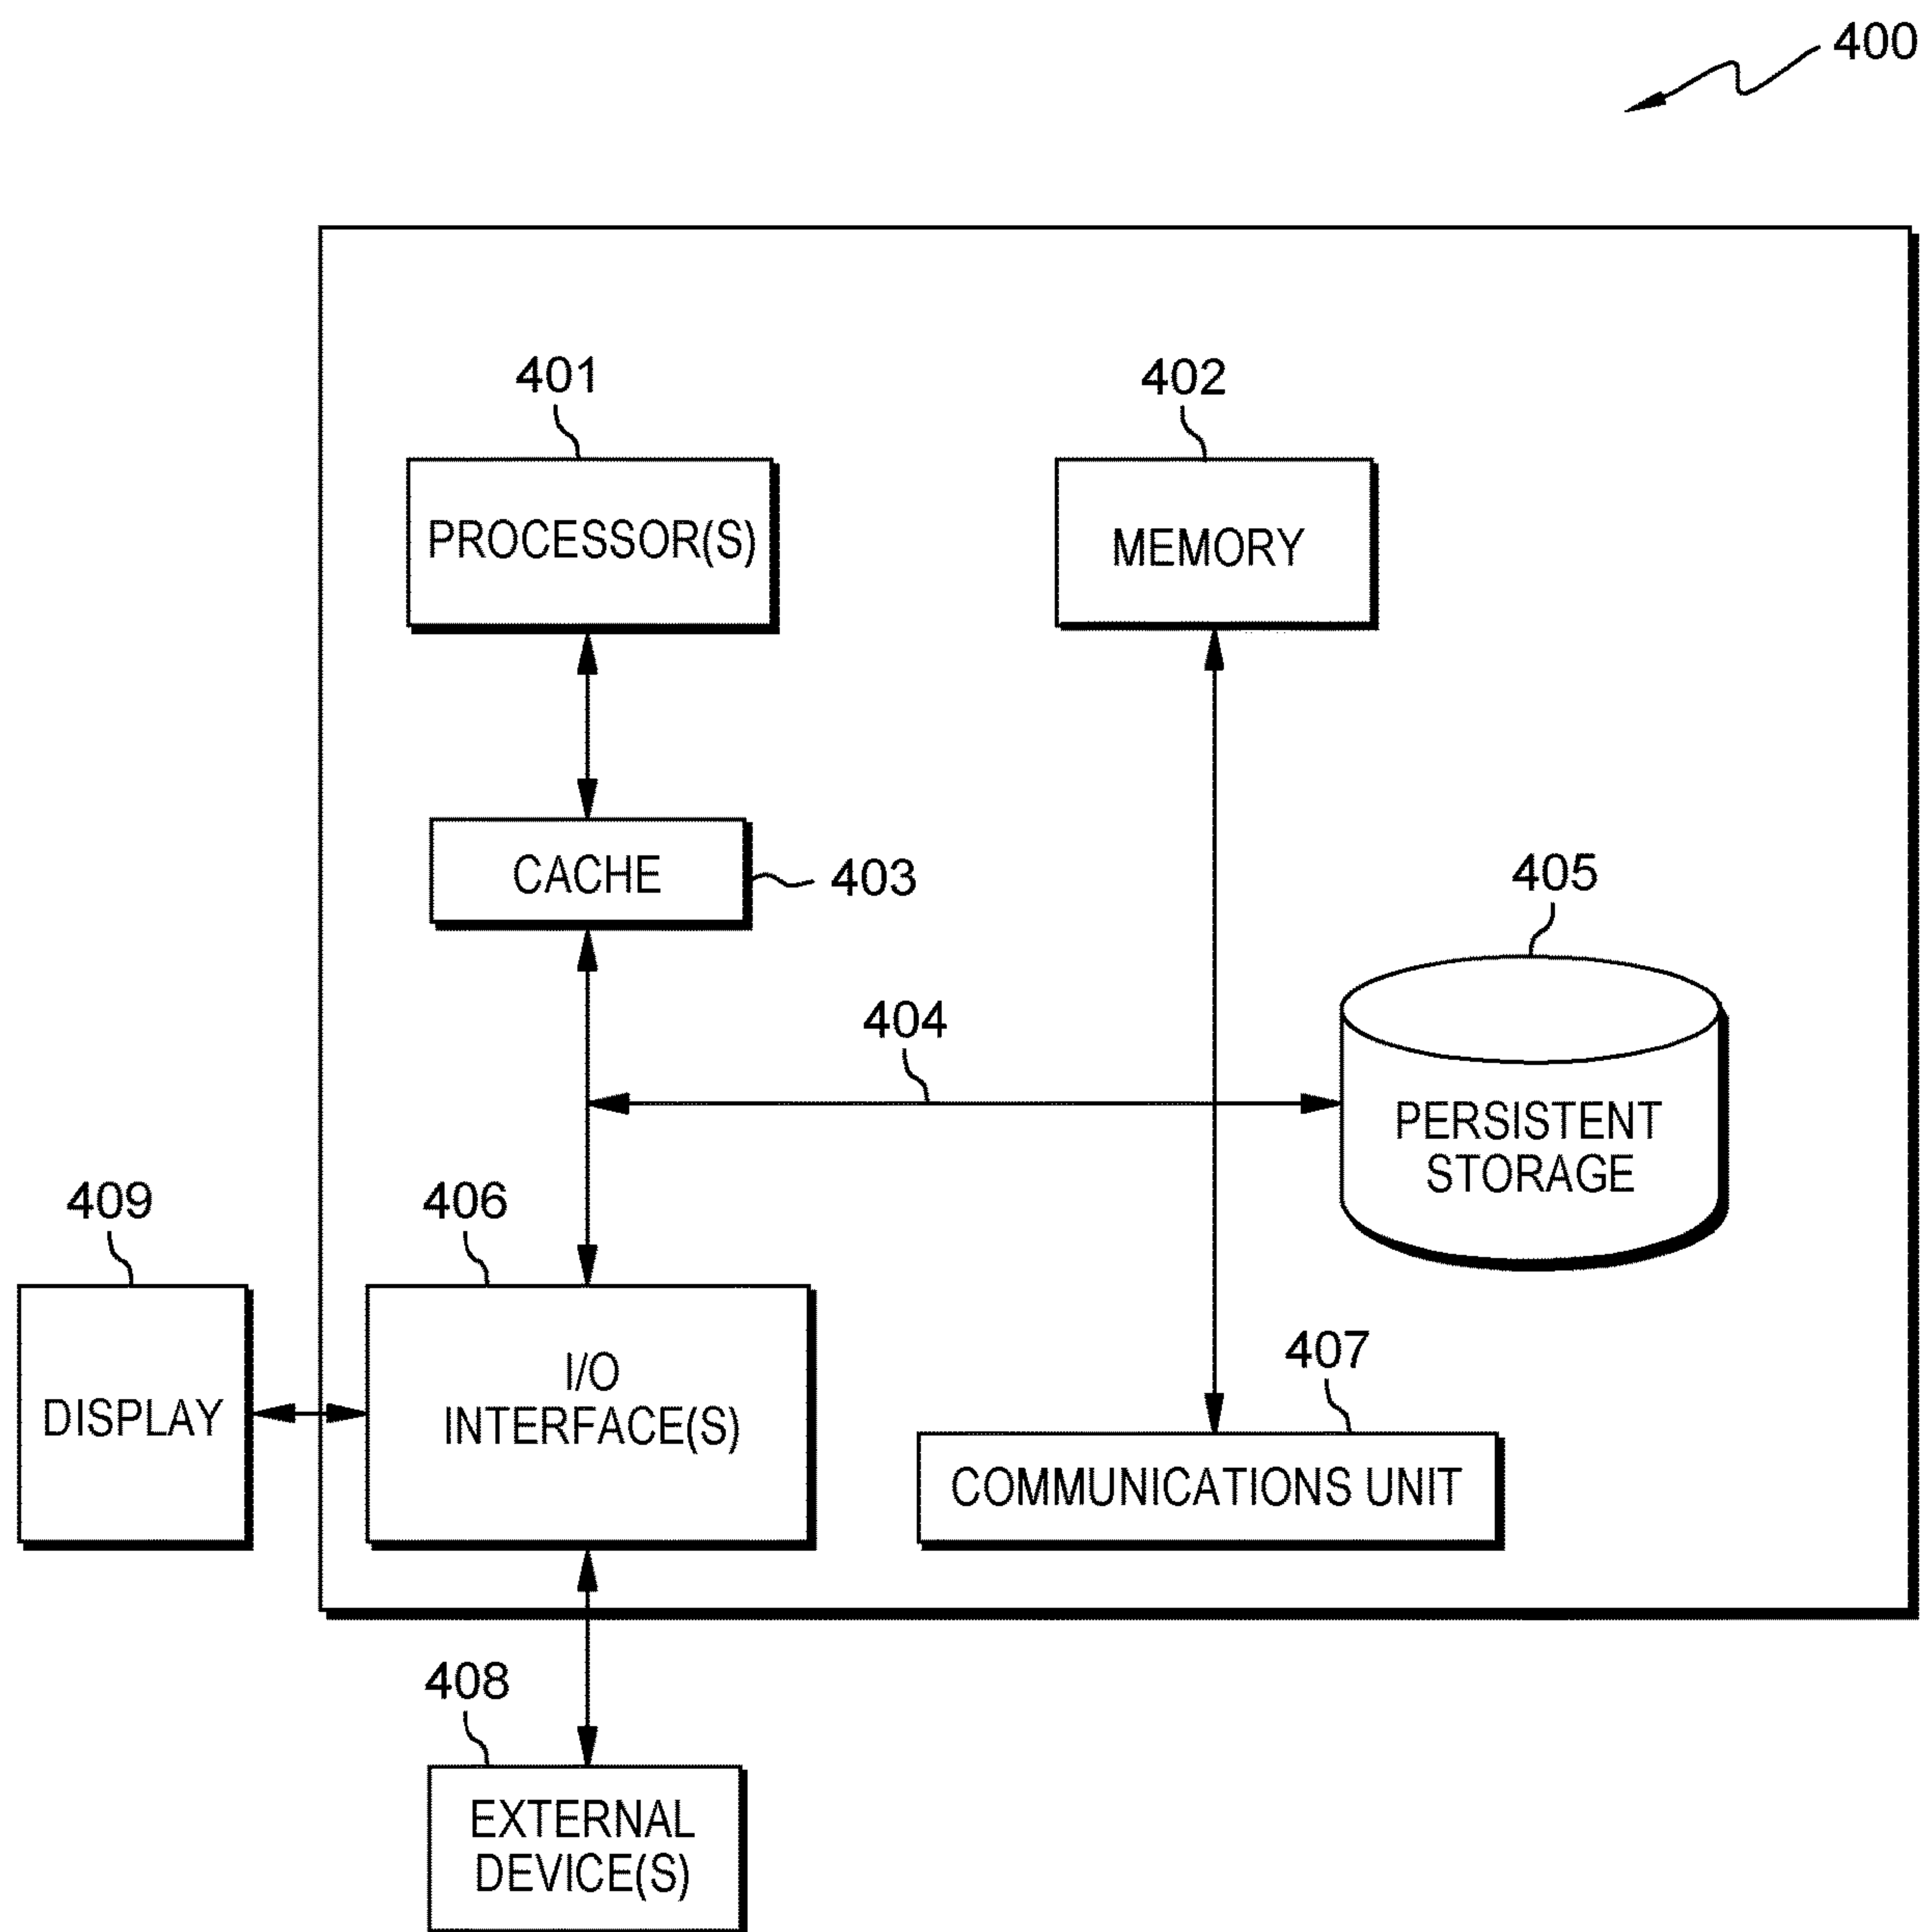 400
401
402
PROCESSOR(S)
MEMORY
CACHE
403
405
404
PERSISTENT
STORAGE
409
406
I/O
INTERFACE(S)
407
DISPLAY
COMMUNICATIONS UNIT
408
EXTERNAL
DEVICE(S)